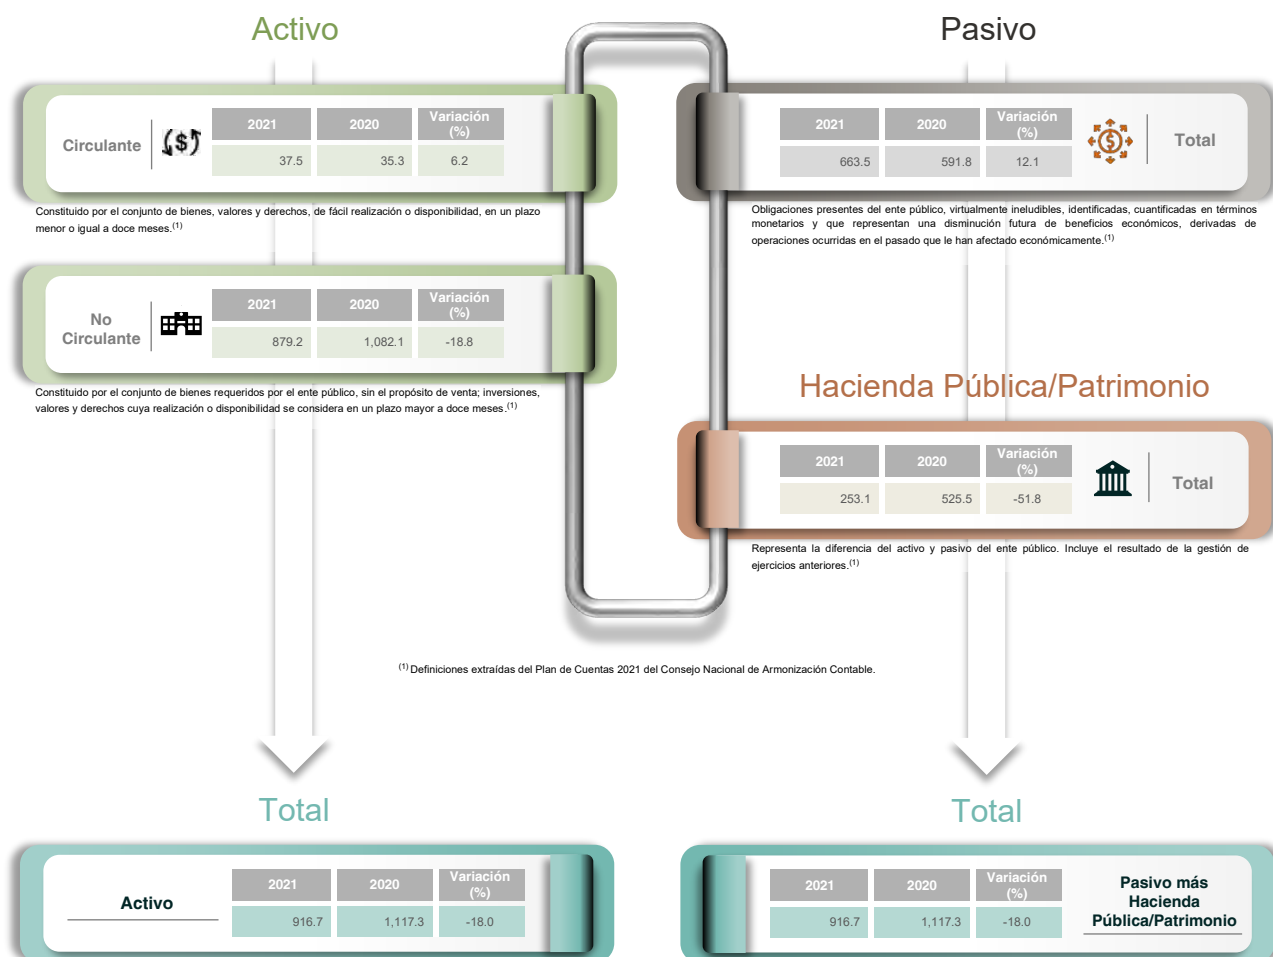 Activo
Circulante
2021 2020 Variación
(%)
37.5 35.3 6.2
Constituido por el conjunto de bienes, valores y derechos, de fácil realización o disponibilidad, en un plazo
menor o igual a doce meses.(1)
No
Circulante
2021 2020 Variación
(%)
879.2 1,082.1 -18.8
Constituido por el conjunto de bienes requeridos por el ente público, sin el propósito de venta; inversiones,
valores y derechos cuya realización o disponibilidad se considera en un plazo mayor a doce meses.(1)
Pasivo
2021 2020 Variación
(%)
663.5 591.8 12.1
Total
Obligaciones presentes del ente público, virtualmente ineludibles, identificadas, cuantificadas en términos
monetarios y que representan una disminución futura de beneficios económicos, derivadas de
operaciones ocurridas en el pasado que le han afectado económicamente.(1)
Hacienda Pública/Patrimonio
2021 2020 Variación
(%)
253.1 525.5 -51.8
Total
Representa la diferencia del activo y pasivo del ente público. Incluye el resultado de la gestión de
ejercicios anteriores.(1)
(1) Definiciones extraídas del Plan de Cuentas 2021 del Consejo Nacional de Armonización Contable.
Total
Activo
2021 2020 Variación
(%)
916.7 1,117.3 -18.0
Total
2021 2020 Variación
(%)
916.7 1,117.3 -18.0
Pasivo más
Hacienda
Pública/Patrimonio